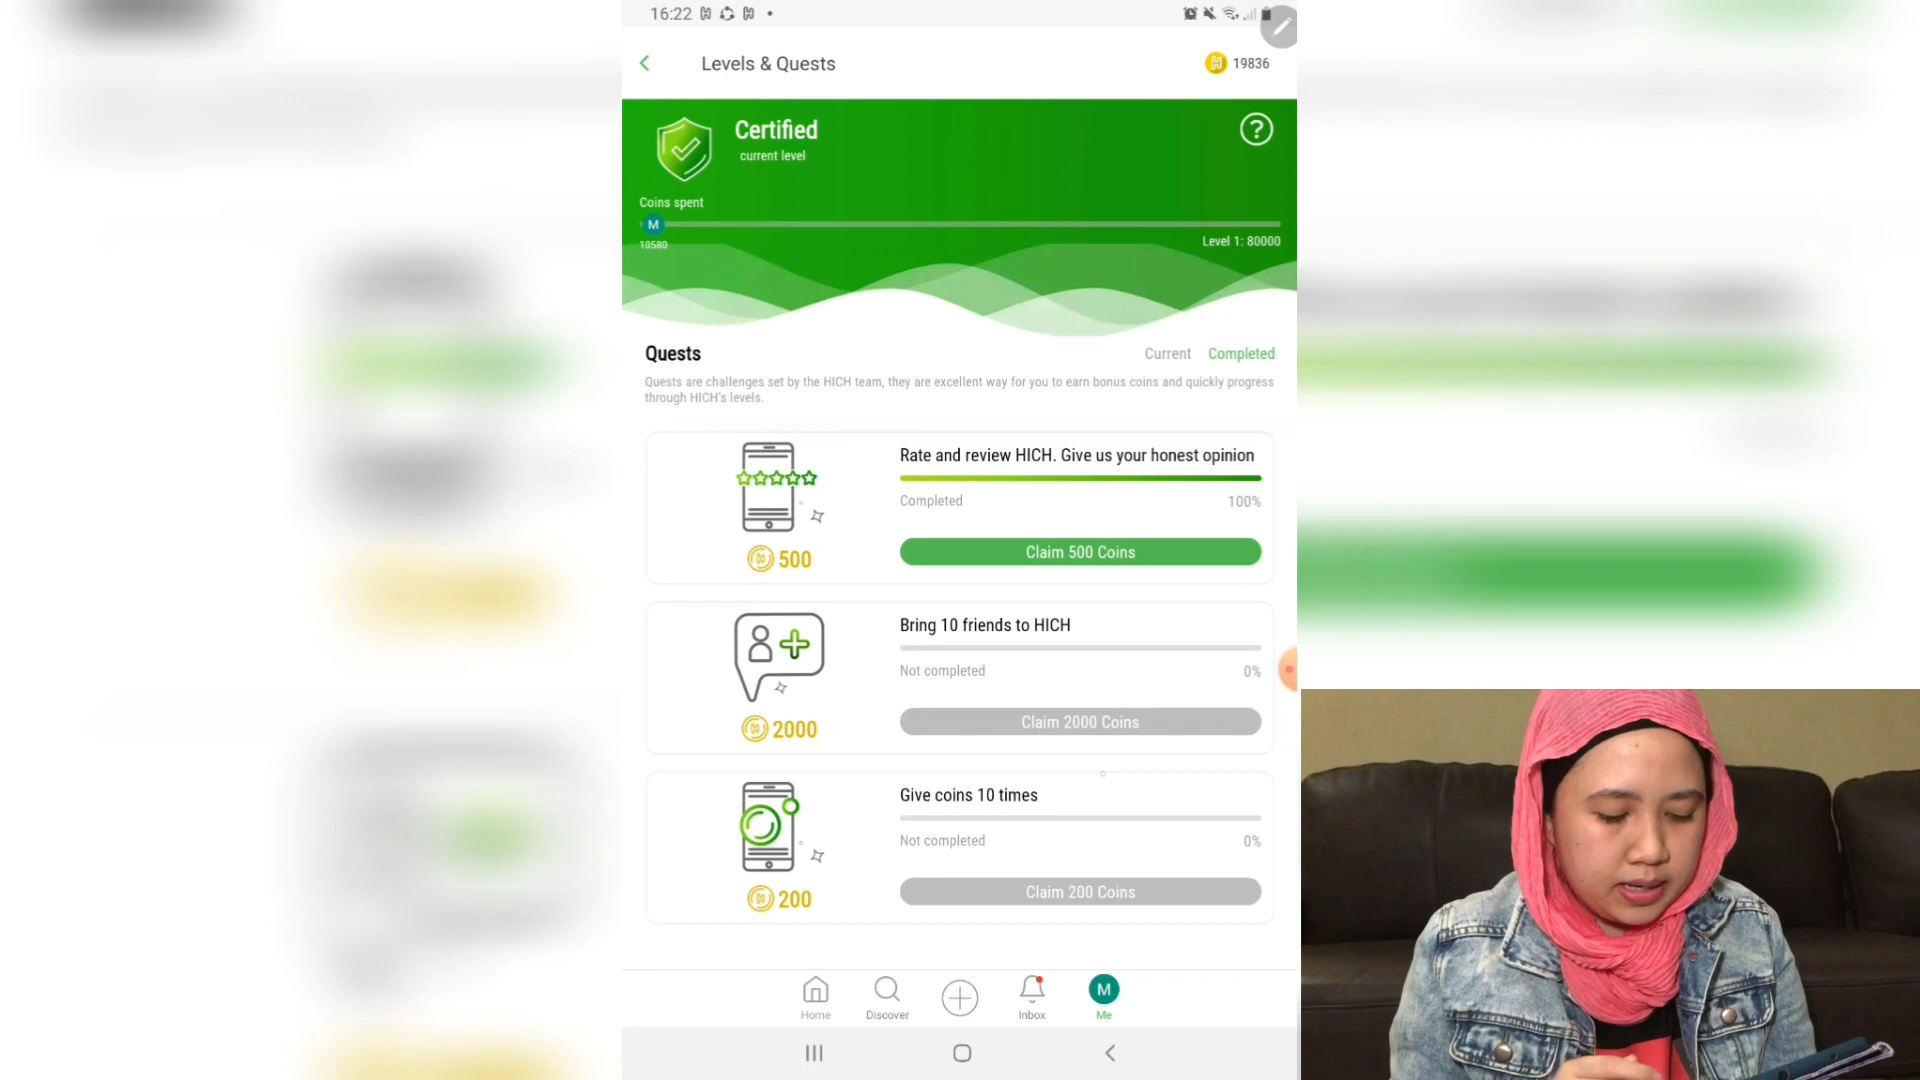 16:22
Levels & Quests
19836
Certified
current level
?
Coins spent
M
10580
Level 1: 80000
Quests
Current Completed
Quests are challenges set by the HICH team, they are excellent way for you to earn bonus coins and quickly progress
through HICH's levels.
Rate and review HICH. Give us your honest opinion
Completed 100%
500
Claim 500 Coins
Bring 10 friends to HICH
Not completed 0%
2000
Claim 2000 Coins
Give coins 10 times
Not completed 0%
200
Claim 200 Coins
M
Home Discover Inbox Me